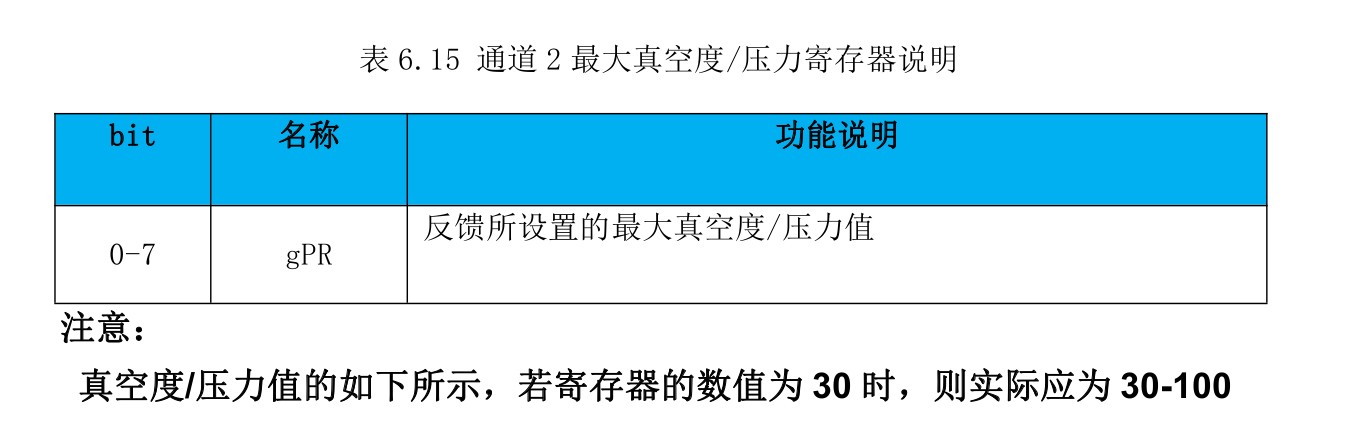 表 6.15 通道 2 最大真空度/压力寄存器说明
bit 名称 功能说明
0-7 gPR 反馈所设置的最大真空度/压力值
注意：
真空度/压力值的如下所示，若寄存器的数值为 30 时，则实际应为 30-100